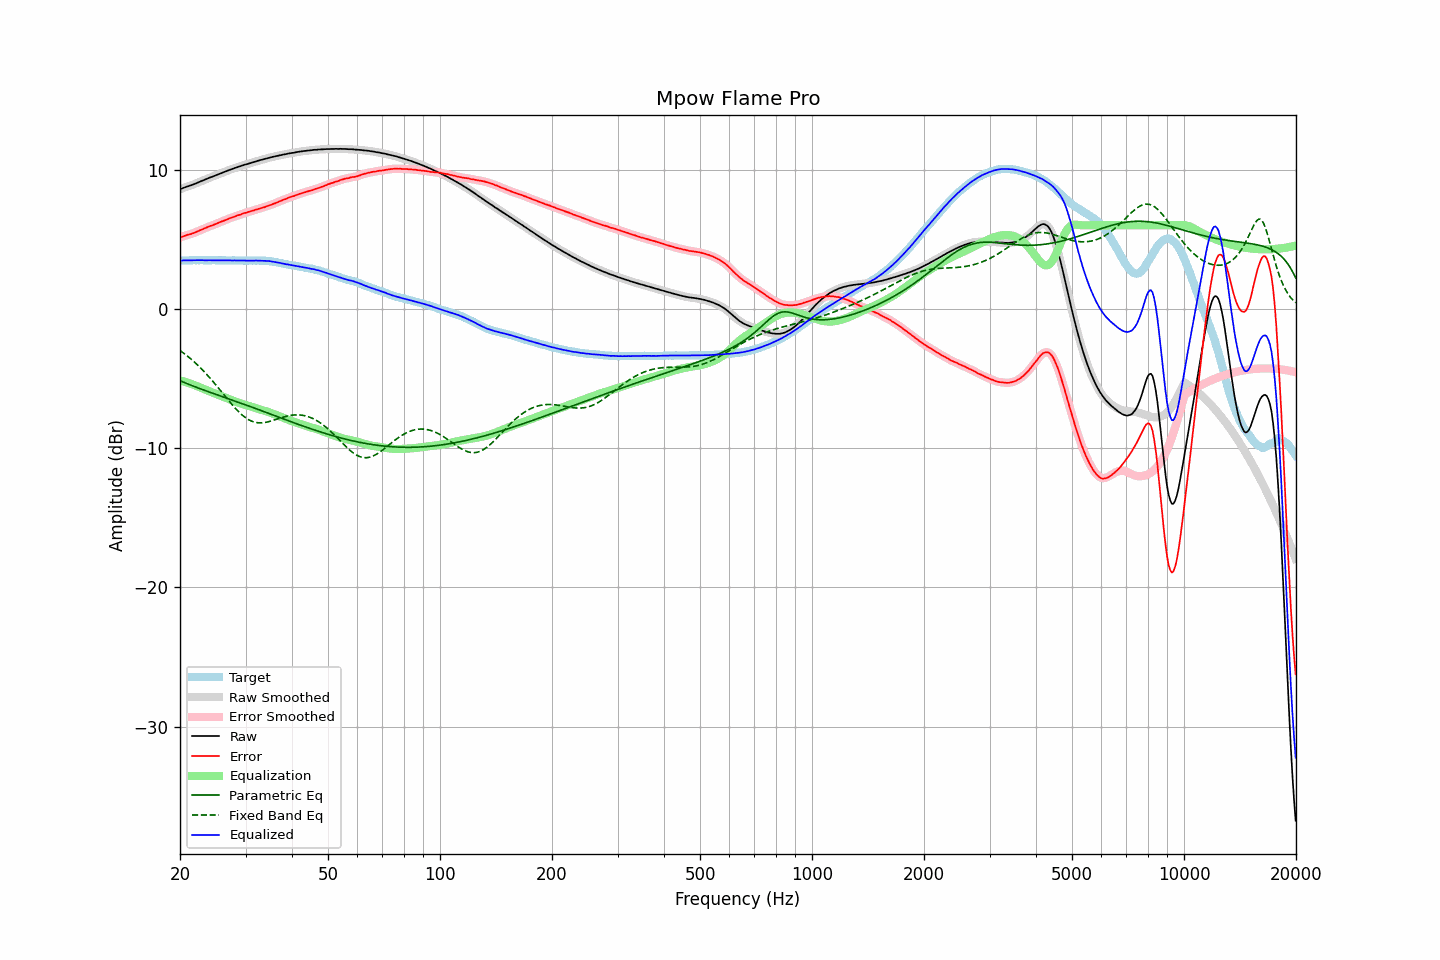 Mpow Flame Pro
Amplitude (dBr)
10
0
−10
−20
−30
Target
Raw Smoothed
Error Smoothed
Raw
Error
Equalization
Parametric Eq
Fixed Band Eq
Equalized
20 50 100 200 500 1000 2000 5000 10000 20000
Frequency (Hz)